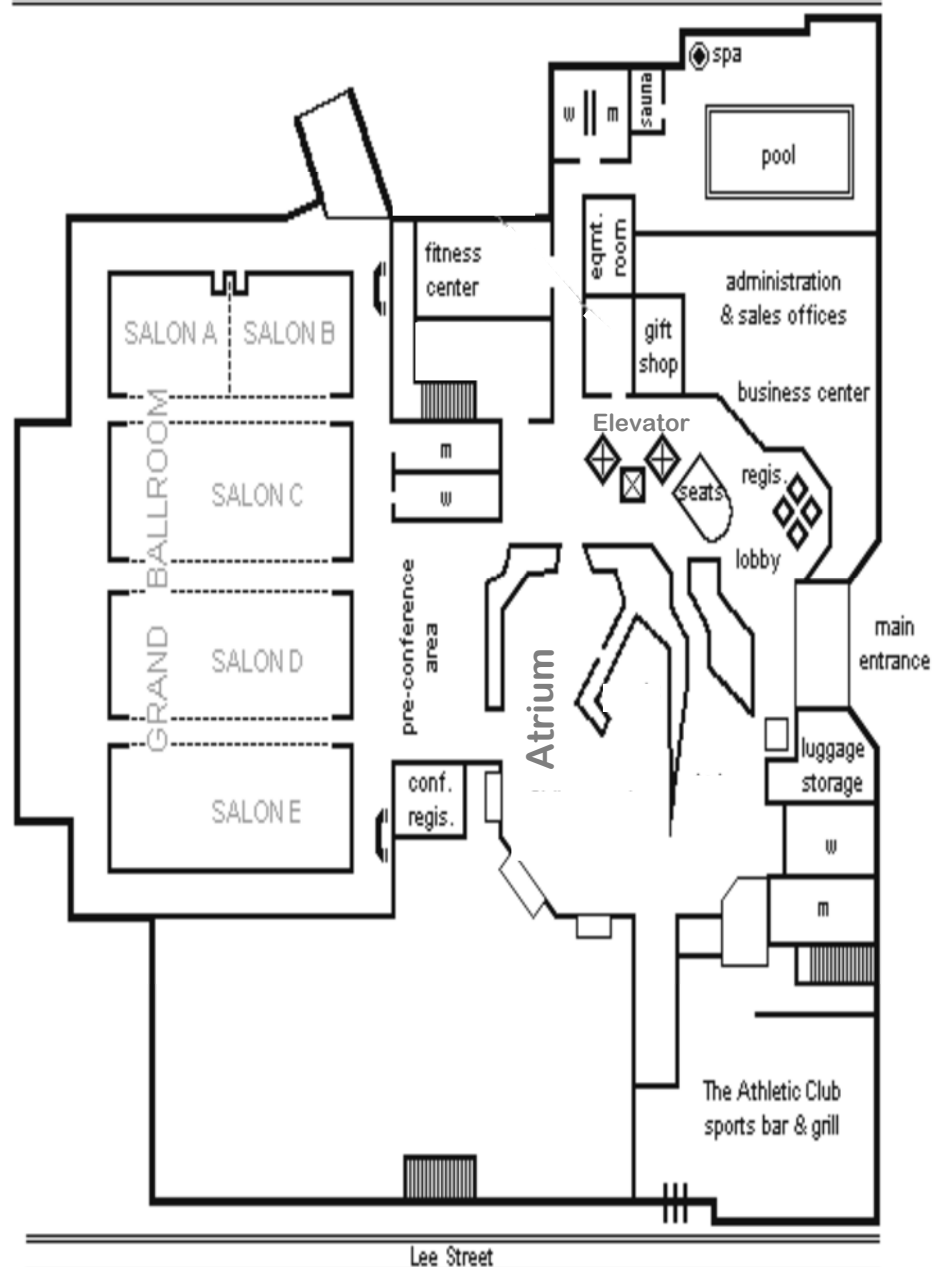 spa
sauna
w
m
pool
fitness
center
eqmt.
room
administration
& sales offices
SALON A
SALON B
gift
shop
business center
Elevator
m
w
SALON C
seats
regis.
lobby
GRAND BALLROOM
pre-conference
area
Atrium
main
entrance
SALON D
luggage
storage
conf.
regis.
SALON E
w
m
The Athletic Club
sports bar & grill
Lee Street